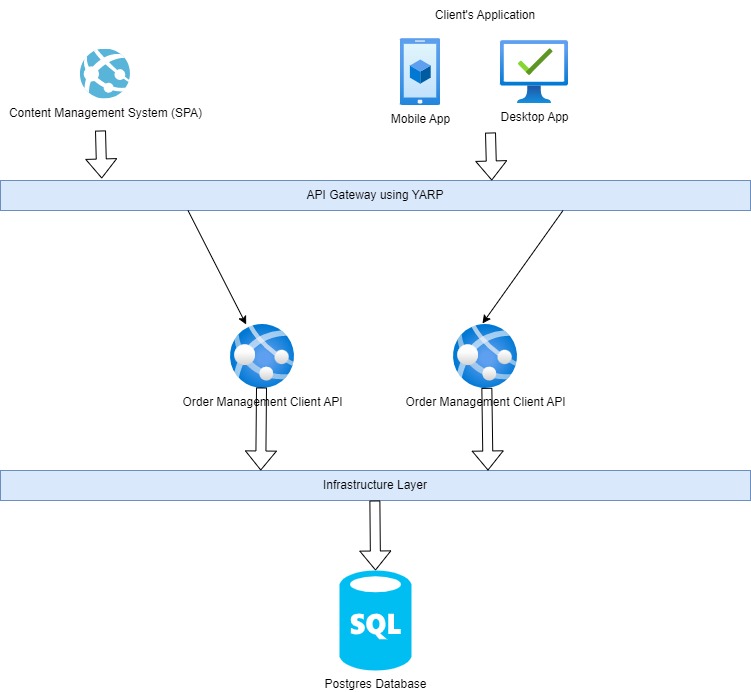 Client's Application
Content Management System (SPA)
Mobile App
Desktop App
API Gateway using YARP
Order Management Client API
Order Management Client API
Infrastructure Layer
SQL
Postgres Database